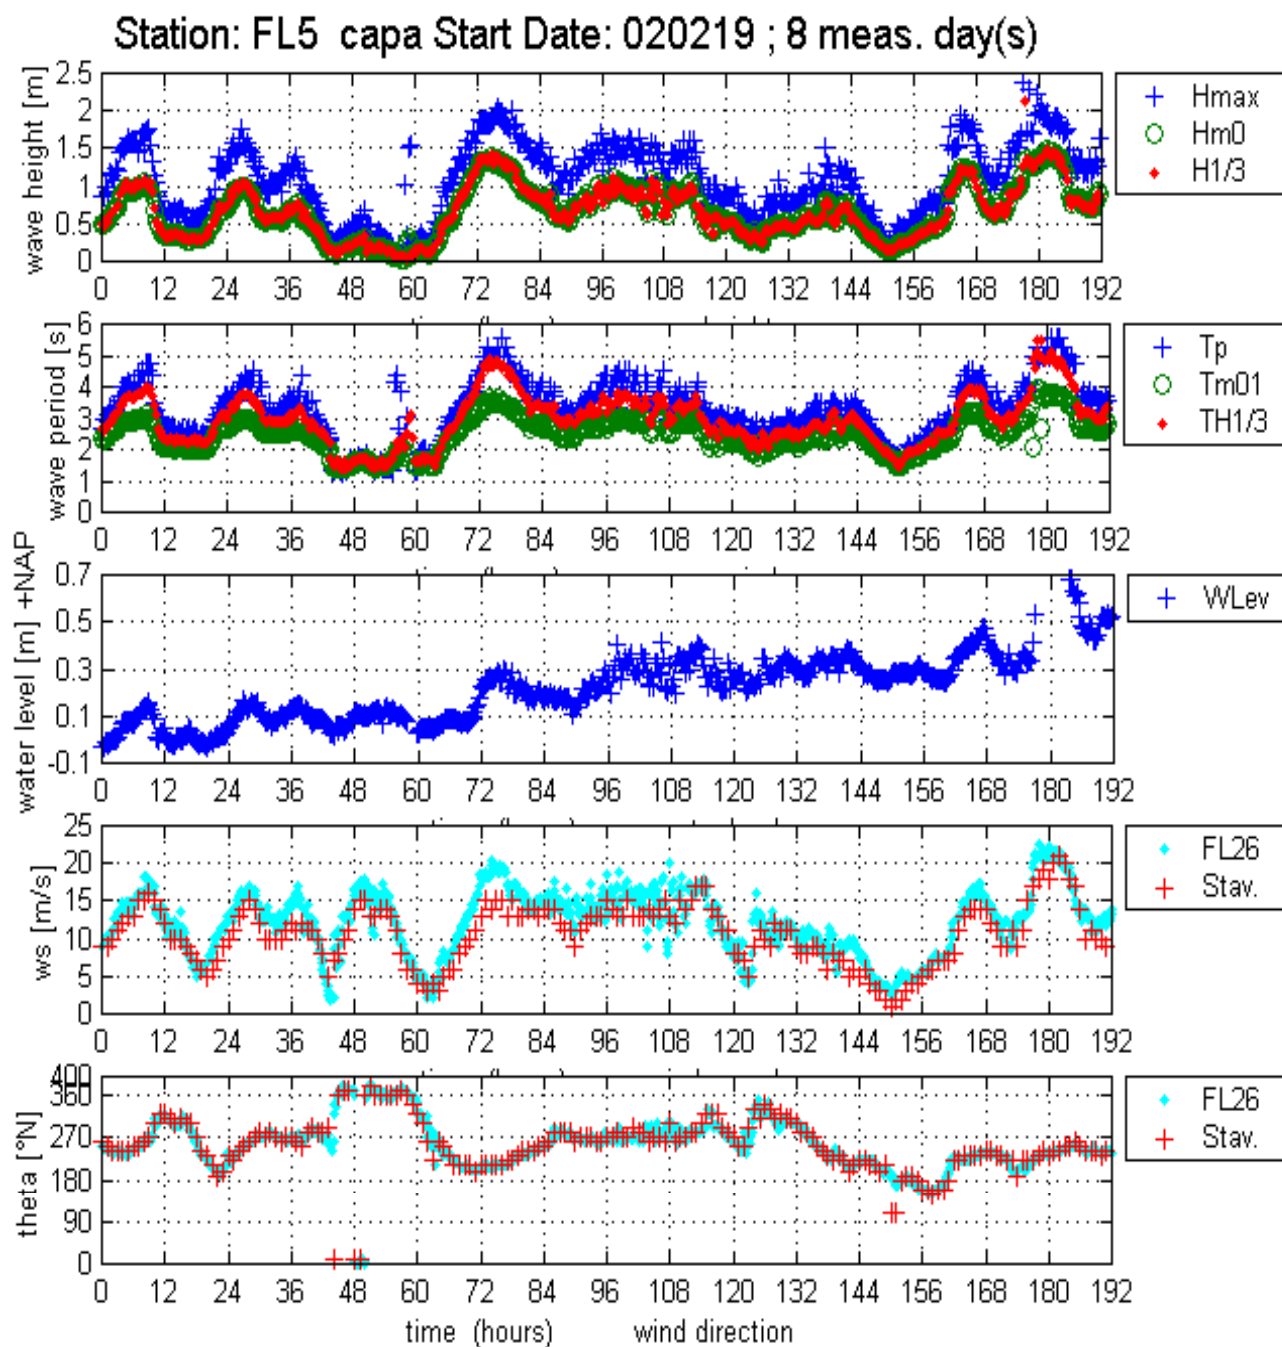 Station: FL5 capa Start Date: 020219 ; 8 meas. day(s)
wave height [m]
2.5
2
1.5
1
0.5
0
0 12 24 36 48 60 72 84 96 108 120 132 144 156 168 180 192
Hmax
Hm0
H1/3
wave period [s]
6
5
4
3
2
1
0
0 12 24 36 48 60 72 84 96 108 120 132 144 156 168 180 192
Tp
Tm01
TH1/3
water level [m] +NAP
0.7
0.5
0.3
0.1
-0.1
0 12 24 36 48 60 72 84 96 108 120 132 144 156 168 180 192
WLev
ws [m/s]
25
20
15
10
5
0
0 12 24 36 48 60 72 84 96 108 120 132 144 156 168 180 192
FL26
Stav.
theta [°N]
400
360
270
180
90
0
0 12 24 36 48 60 72 84 96 108 120 132 144 156 168 180 192
FL26
Stav.
time (hours) wind direction